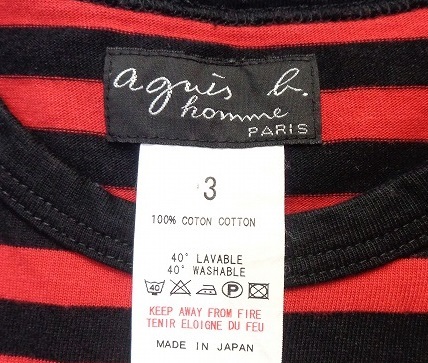 agnès b.
homme
PARIS
3
100% COTON COTTON
40° LAVABLE
40° WASHABLE
40 P
KEEP AWAY FROM FIRE
TENIR ELOIGNE DU FEU
MADE IN JAPAN